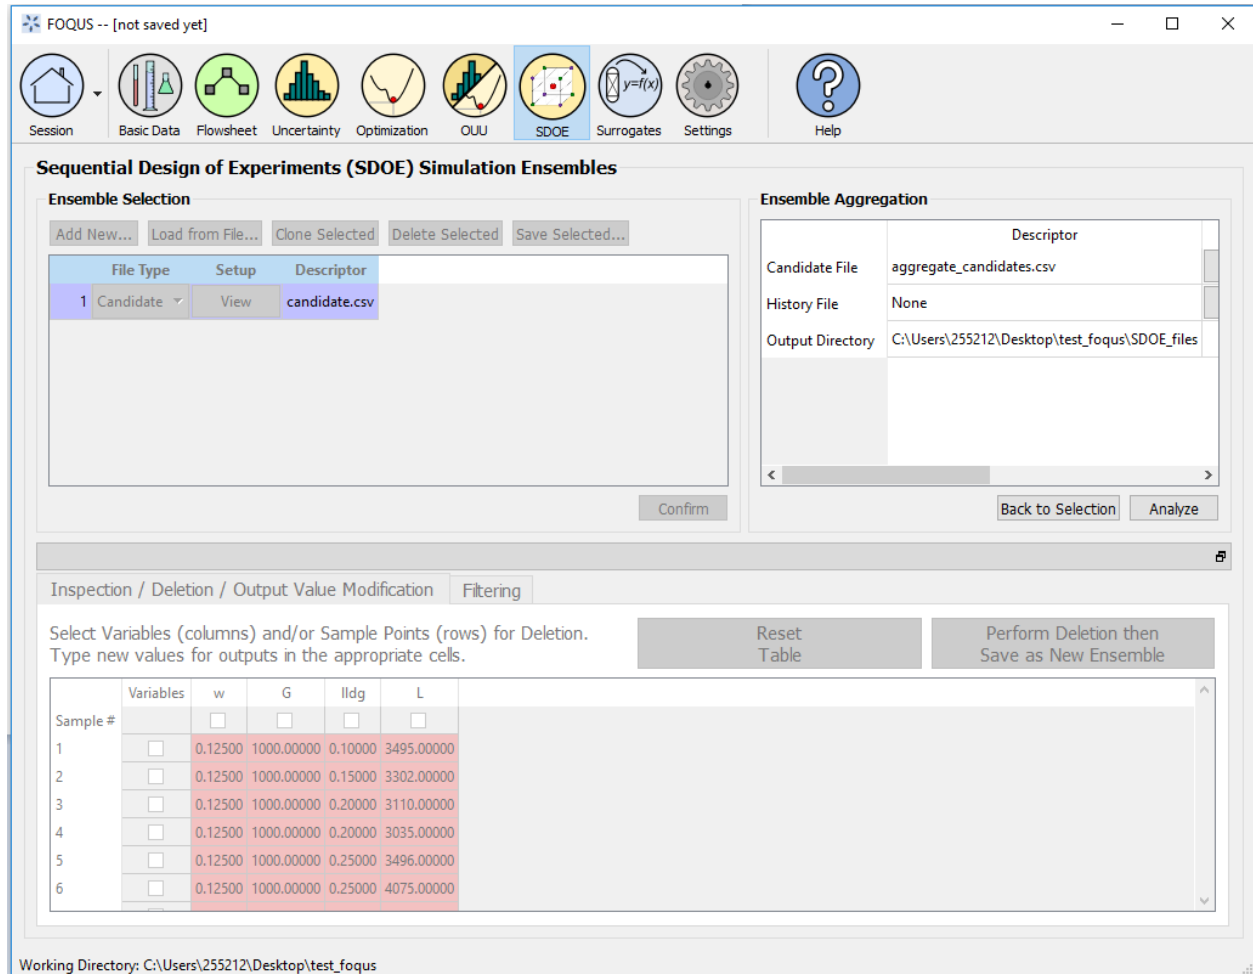 FOQUS -- [not saved yet]
y=f(x)
Session Basic Data Flowsheet Uncertainty Optimization OUU SDOE Surrogates Settings Help
Sequential Design of Experiments (SDOE) Simulation Ensembles
Ensemble Selection
Add New... Load from File... Clone Selected Delete Selected Save Selected...
File Type Setup Descriptor
1 Candidate View candidate.csv
Confirm
Ensemble Aggregation
Descriptor
Candidate File aggregate_candidates.csv
History File None
Output Directory C:\Users\255212\Desktop\test_foqus\SDOE_files
Back to Selection Analyze
Inspection / Deletion / Output Value Modification Filtering
Select Variables (columns) and/or Sample Points (rows) for Deletion.
Type new values for outputs in the appropriate cells.
Reset
Table
Perform Deletion then
Save as New Ensemble
Variables w G lldg L
Sample #
1 0.12500 1000.00000 0.10000 3495.00000
2 0.12500 1000.00000 0.15000 3302.00000
3 0.12500 1000.00000 0.20000 3110.00000
4 0.12500 1000.00000 0.20000 3035.00000
5 0.12500 1000.00000 0.25000 3496.00000
6 0.12500 1000.00000 0.25000 4075.00000
Working Directory: C:\Users\255212\Desktop\test_foqus